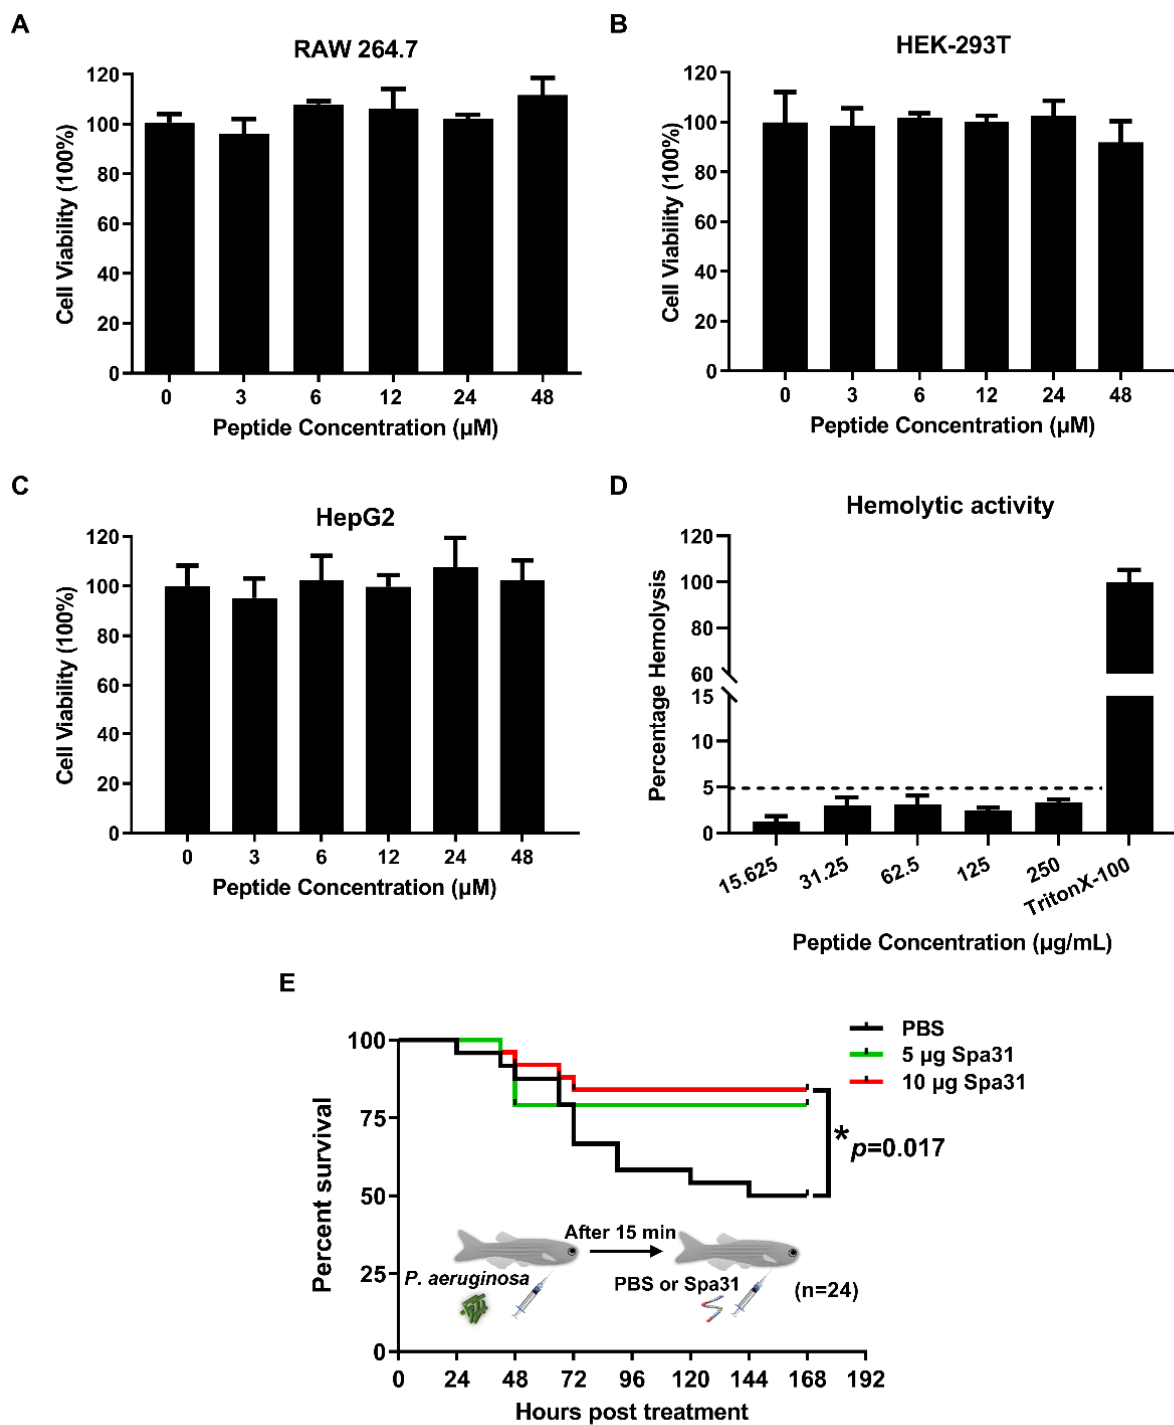 A
RAW 264.7
Cell Viability (100%)
120
100
80
60
40
20
0
0 3 6 12 24 48
Peptide Concentration (µM)
B
HEK-293T
Cell Viability (100%)
120
100
80
60
40
20
0
0 3 6 12 24 48
Peptide Concentration (µM)
C
HepG2
Cell Viability (100%)
120
100
80
60
40
20
0
0 3 6 12 24 48
Peptide Concentration (µM)
D
Hemolytic activity
Percentage Hemolysis
120
100
80
60
15
10
5
0
15.625 31.25 62.5 125 250 TritonX-100
Peptide Concentration (µg/mL)
E
PBS
5 µg Spa31
10 µg Spa31
Percent survival
100
75
50
25
0
* p=0.017
After 15 min
P. aeruginosa
PBS or Spa31
(n=24)
0 24 48 72 96 120 144 168 192
Hours post treatment